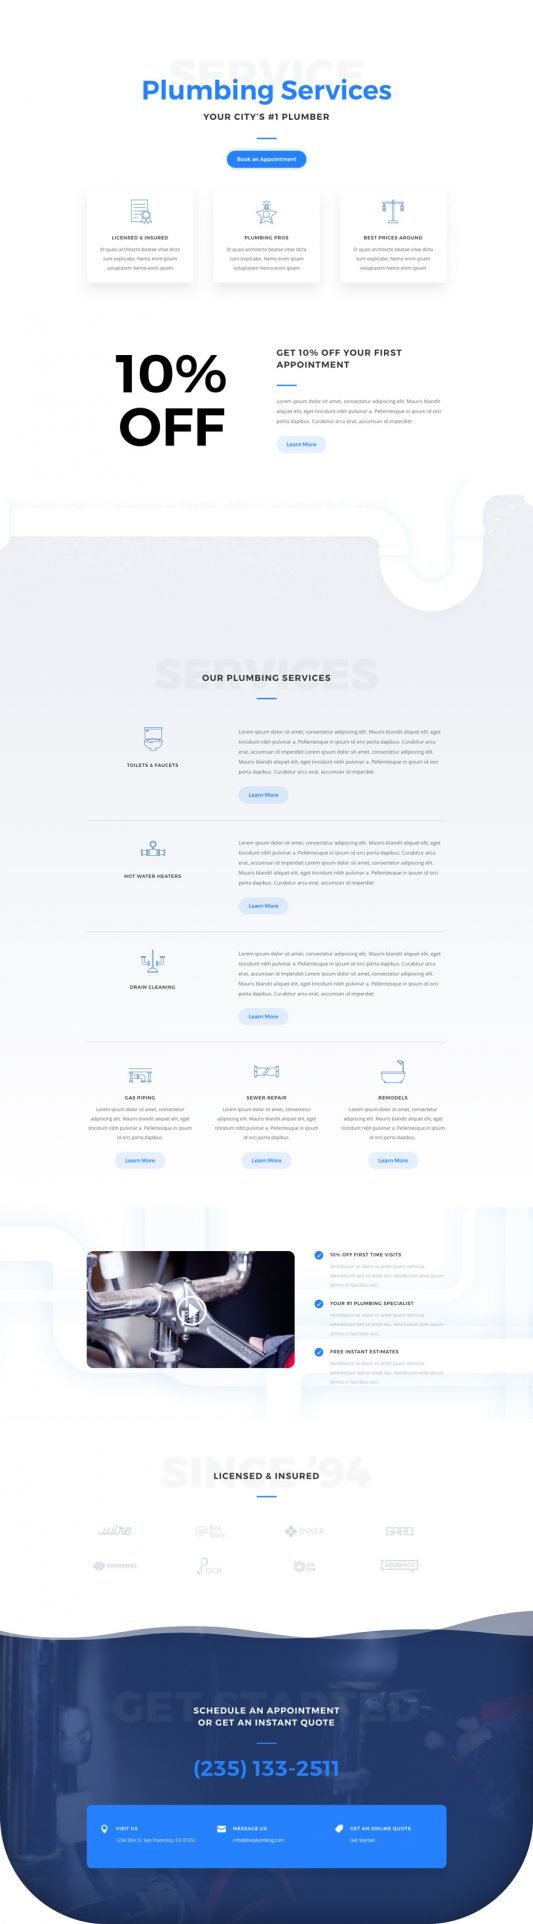 SERVICE
Plumbing Services
YOUR CITY'S #1 PLUMBER
Book an Appointment
LICENSED & INSURED
Et quasi architecto beatae vitae dicta
sunt explicabo. Nemo enim ipsam
voluptatem Nemo enim ipsam
PLUMBING PROS
Et quasi architecto beatae vitae dicta
sunt explicabo. Nemo enim ipsam
voluptatem Nemo enim ipsam
BEST PRICES AROUND
Et quasi architecto beatae vitae dicta
sunt explicabo. Nemo enim ipsam
voluptatem Nemo enim ipsam
10%
OFF
GET 10% OFF YOUR FIRST
APPOINTMENT
Lorem ipsum dolor sit amet, consectetur adipiscing elit. Mauris blandit
aliquet elit, eget tincidunt nibh pulvinar a. Pellentesque in ipsum id orci
porta dapibus. Curabitur arcu erat, accumsan id imperdiet
Learn More
SERVICES
OUR PLUMBING SERVICES
TOILETS & FAUCETS
Lorem ipsum dolor sit amet, consectetur adipiscing elit. Mauris blandit aliquet elit, eget
tincidunt nibh pulvinar a. Pellentesque in ipsum id orci porta dapibus. Curabitur arcu
erat, accumsan id imperdiet Lorem ipsum dolor sit amet, consectetur adipiscing elit.
Mauris blandit aliquet elit, eget tincidunt nibh pulvinar a. Pellentesque in ipsum id orci
porta dapibus. Curabitur arcu erat, accumsan id imperdiet
Learn More
HOT WATER HEATERS
Lorem ipsum dolor sit amet, consectetur adipiscing elit. Mauris blandit aliquet elit, eget
tincidunt nibh pulvinar a. Pellentesque in ipsum id orci porta dapibus. Curabitur arcu
erat, accumsan id imperdiet Lorem ipsum dolor sit amet, consectetur adipiscing elit.
Mauris blandit aliquet elit, eget tincidunt nibh pulvinar a. Pellentesque in ipsum id orci
porta dapibus. Curabitur arcu erat, accumsan id imperdiet
Learn More
DRAIN CLEANING
Lorem ipsum dolor sit amet, consectetur adipiscing elit. Mauris blandit aliquet elit, eget
tincidunt nibh pulvinar a. Pellentesque in ipsum id orci porta dapibus. Curabitur arcu
erat, accumsan id imperdiet Lorem ipsum dolor sit amet, consectetur adipiscing elit.
Mauris blandit aliquet elit, eget tincidunt nibh pulvinar a. Pellentesque in ipsum id orci
porta dapibus. Curabitur arcu erat, accumsan id imperdiet
Learn More
GAS PIPING
Lorem ipsum dolor sit amet, consectetur
adipiscing elit. Mauris blandit aliquet elit, eget
tincidunt nibh pulvinar a. Pellentesque in ipsum
id orci porta dapibus.
Learn More
SEWER REPAIR
Lorem ipsum dolor sit amet, consectetur
adipiscing elit. Mauris blandit aliquet elit, eget
tincidunt nibh pulvinar a. Pellentesque in ipsum
id orci porta dapibus.
Learn More
REMODELS
Lorem ipsum dolor sit amet, consectetur
adipiscing elit. Mauris blandit aliquet elit, eget
tincidunt nibh pulvinar a. Pellentesque in ipsum
id orci porta dapibus.
Learn More
10% OFF FIRST TIME VISITS
Vestibulum ac diam sit amet quam vehicula
elementum sed sit amet dui. Vestibulum ante ipsum
primis in faucibus orci.
YOUR #1 PLUMBING SPECIALIST
Vestibulum ac diam sit amet quam vehicula
elementum sed sit amet dui. Vestibulum ante ipsum
primis in faucibus orci.
FREE INSTANT ESTIMATES
Vestibulum ac diam sit amet quam vehicula
elementum sed sit amet dui. Vestibulum ante ipsum
primis in faucibus orci.
SINCE '94
LICENSED & INSURED
INNER
GABO
CROSSHILL
PITCH
LOUDMICK
SCHEDULE AN APPOINTMENT
OR GET AN INSTANT QUOTE
(235) 133-2511
VISIT US
1234 Divi St. San Francisco, CA 91351
MESSAGE US
info@diviplumbing.com
GET AN ONLINE QUOTE
Get Started